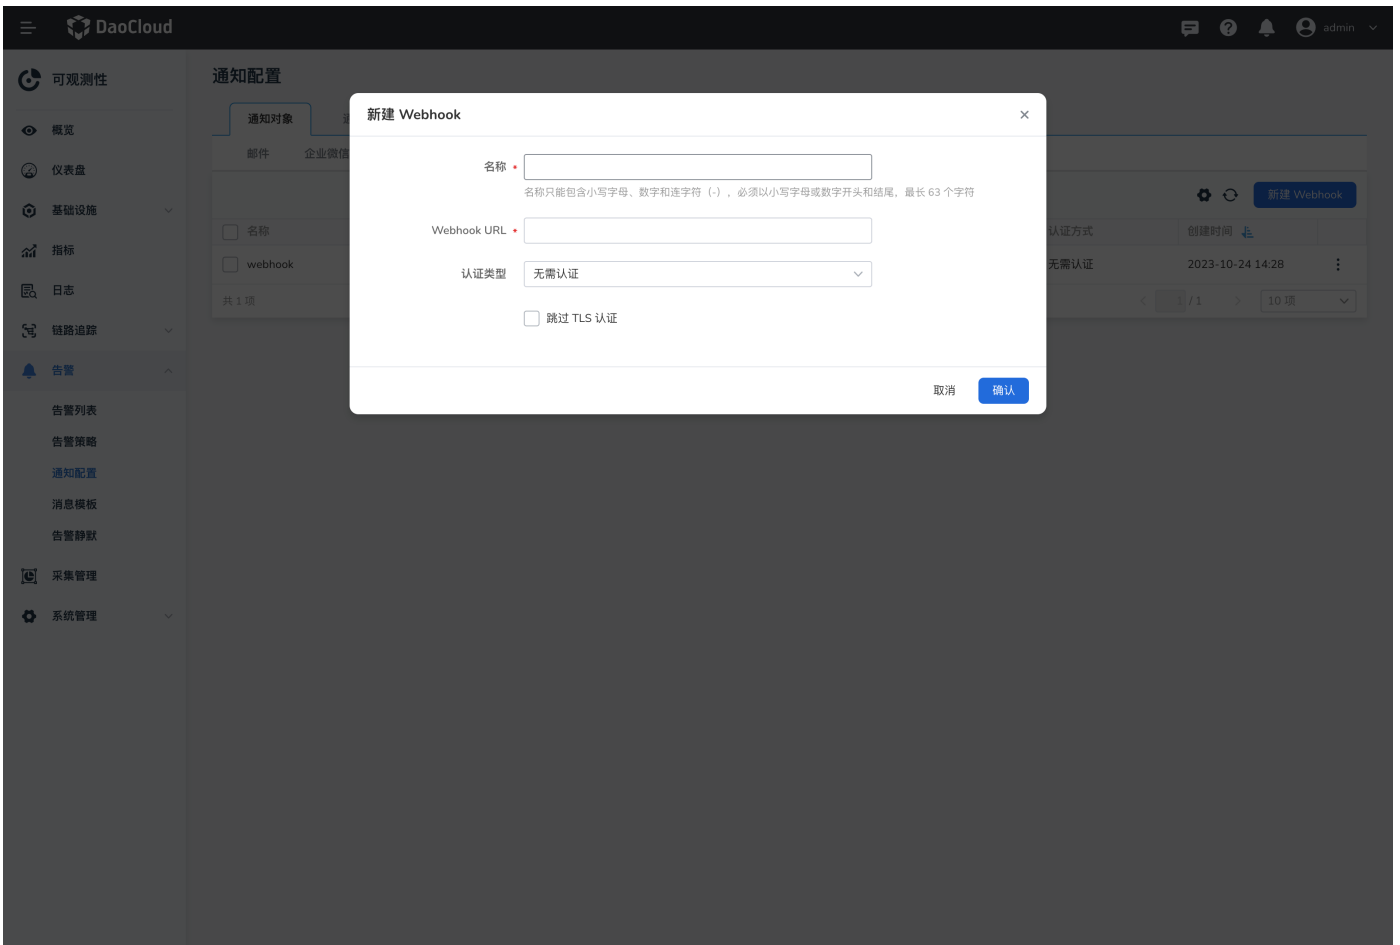 DaoCloud
admin
可观测性
概览
仪表盘
基础设施
指标
日志
链路追踪
告警
告警列表
告警策略
通知配置
消息模板
告警静默
采集管理
系统管理
通知配置
通知对象
邮件 企业微信
新建 Webhook
名称 认证方式 创建时间
webhook 无需认证 2023-10-24 14:28
共 1 项 1 / 1 10 项
新建 Webhook
名称
名称只能包含小写字母、数字和连字符（-），必须以小写字母或数字开头和结尾，最长 63 个字符
Webhook URL
认证类型 无需认证
跳过 TLS 认证
取消 确认